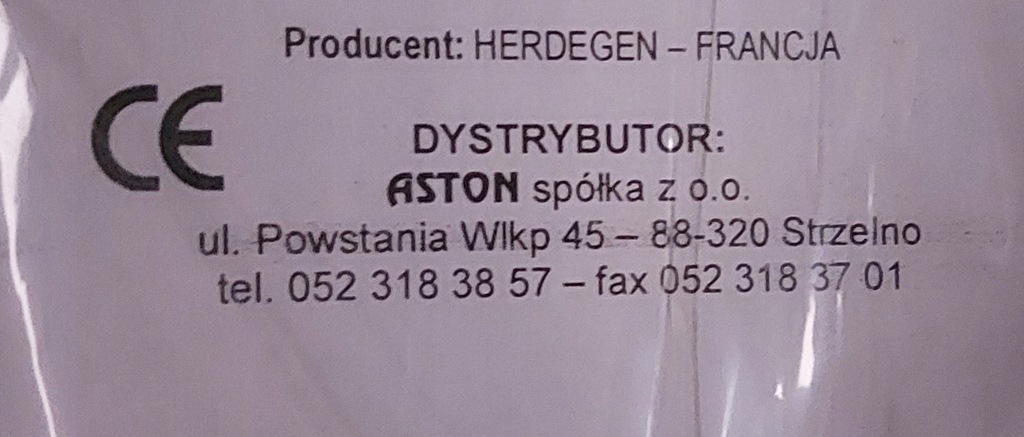 Producent: HERDEGEN – FRANCJA
CE
DYSTRYBUTOR:
ASTON spółka z o.o.
ul. Powstania Wlkp 45 – 88-320 Strzelno
tel. 052 318 38 57 – fax 052 318 37 01